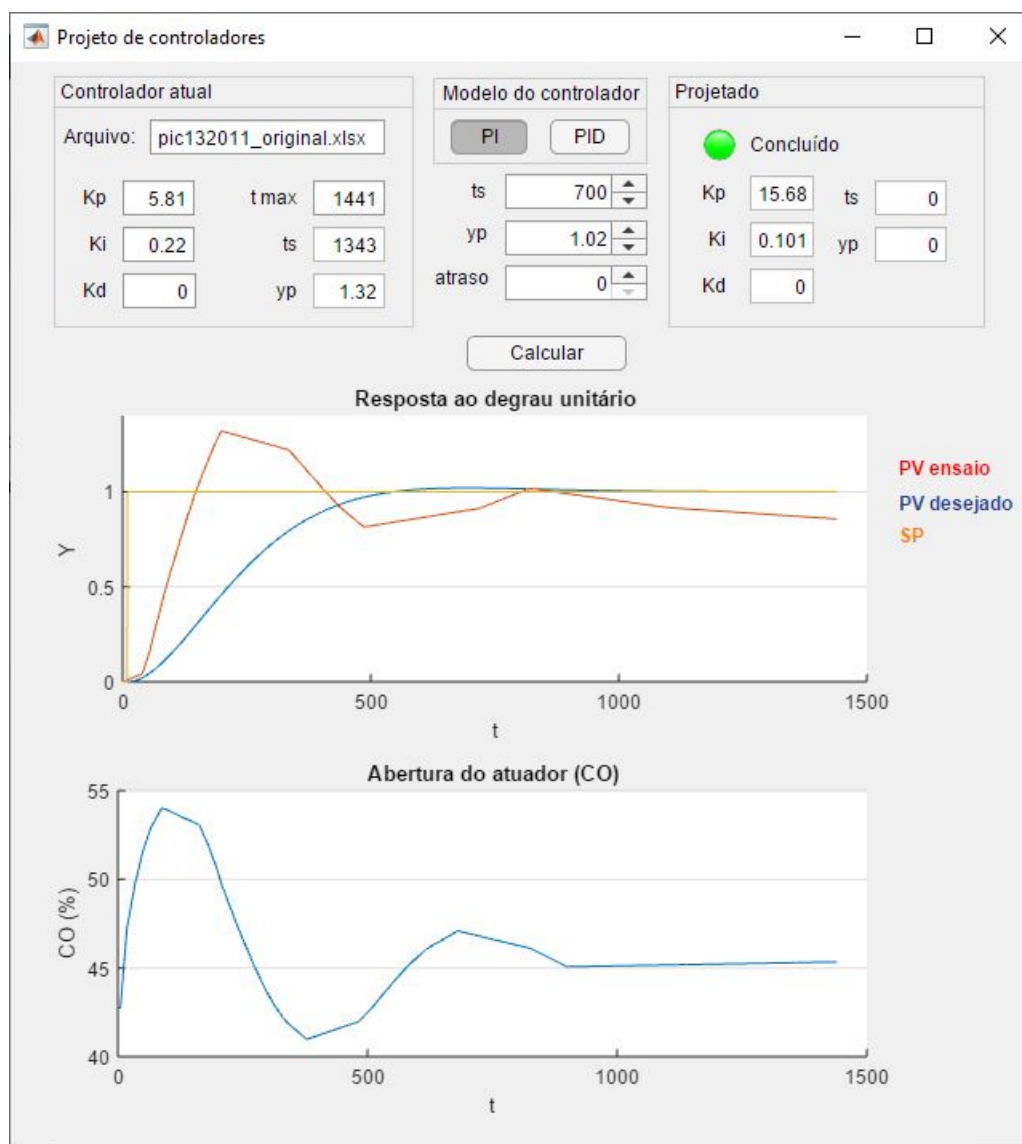 Projeto de controladores
Controlador atual
Arquivo: pic132011_original.xlsx
Kp 5.81 t max 1441
Ki 0.22 ts 1343
Kd 0 yp 1.32
Modelo do controlador
PI PID
ts 700
yp 1.02
atraso 0
Projetado
Concluído
Kp 15.68 ts 0
Ki 0.101 yp 0
Kd 0
Calcular
Resposta ao degrau unitário
1
0.5
0
Y
0 500 1000 1500
t
PV ensaio
PV desejado
SP
Abertura do atuador (CO)
55
50
45
40
CO (%)
0 500 1000 1500
t